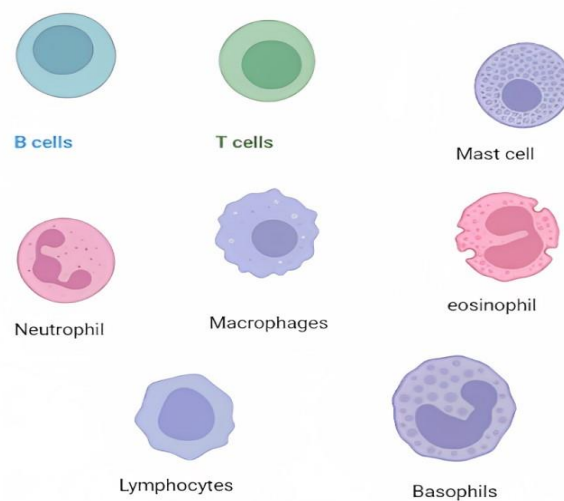 B cells
T cells
Mast cell
Neutrophil
Macrophages
eosinophil
Lymphocytes
Basophils